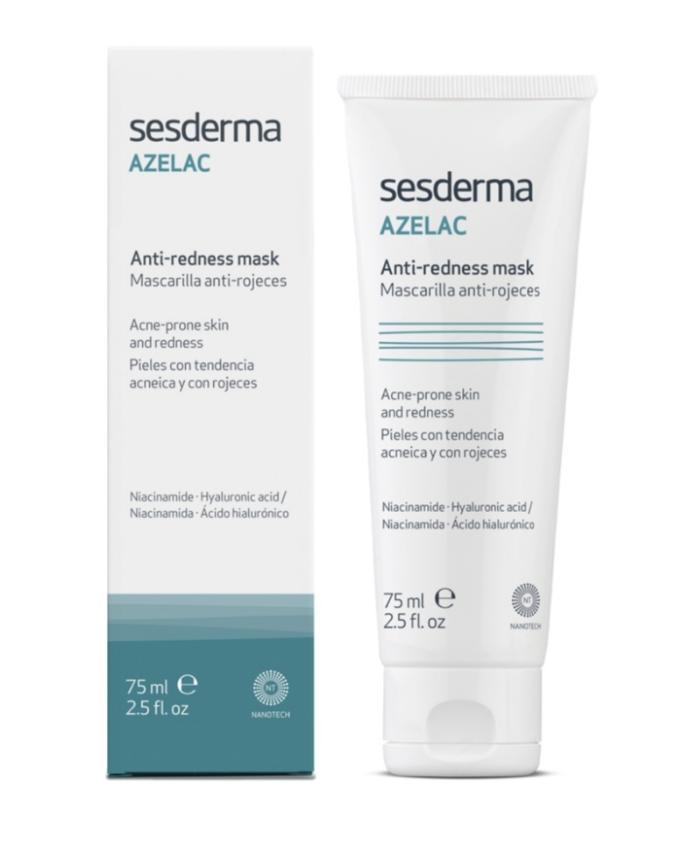 sesderma
AZELAC
Anti-redness mask
Mascarilla anti-rojeces
Acne-prone skin
and redness
Pieles con tendencia
acneica y con rojeces
Niacinamide · Hyaluronic acid /
Niacinamida · Ácido hialurónico
75 ml ℮
2.5 fl. oz
NT
NANOTECH
sesderma
AZELAC
Anti-redness mask
Mascarilla anti-rojeces
Acne-prone skin
and redness
Pieles con tendencia
acneica y con rojeces
Niacinamide · Hyaluronic acid /
Niacinamida · Ácido hialurónico
75 ml ℮
2.5 fl. oz
NT
NANOTECH